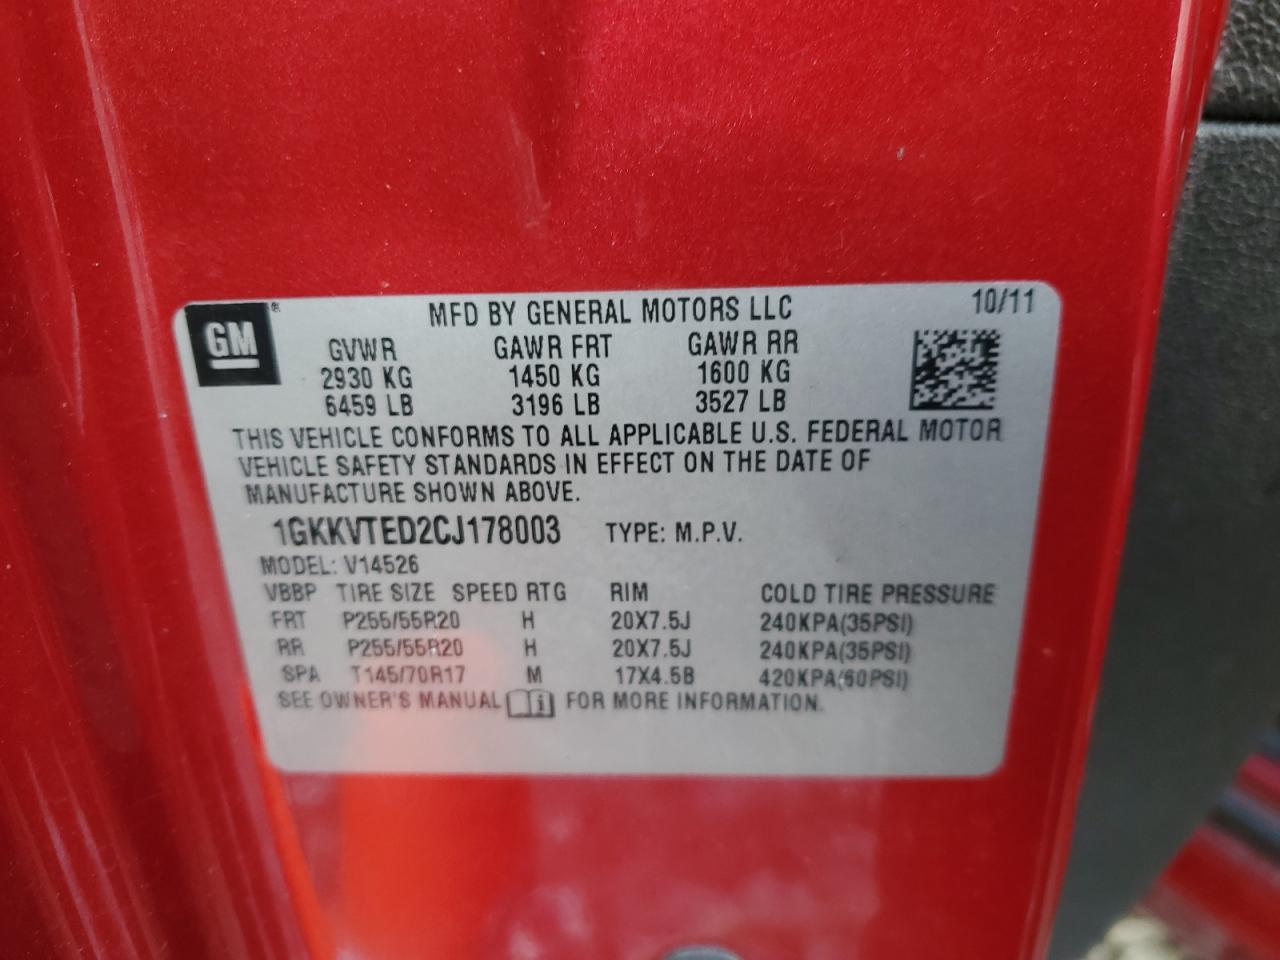 GM ®
MFD BY GENERAL MOTORS LLC 10/11
GVWR GAWR FRT GAWR RR
2930 KG 1450 KG 1600 KG
6459 LB 3196 LB 3527 LB
THIS VEHICLE CONFORMS TO ALL APPLICABLE U.S. FEDERAL MOTOR
VEHICLE SAFETY STANDARDS IN EFFECT ON THE DATE OF
MANUFACTURE SHOWN ABOVE.
1GKKVTED2CJ178003 TYPE: M.P.V.
MODEL: V14526
VBBP TIRE SIZE SPEED RTG RIM COLD TIRE PRESSURE
FRT P255/55R20 H 20X7.5J 240KPA(35PSI)
RR P255/55R20 H 20X7.5J 240KPA(35PSI)
SPA T145/70R17 M 17X4.5B 420KPA(60PSI)
SEE OWNER'S MANUAL i FOR MORE INFORMATION.